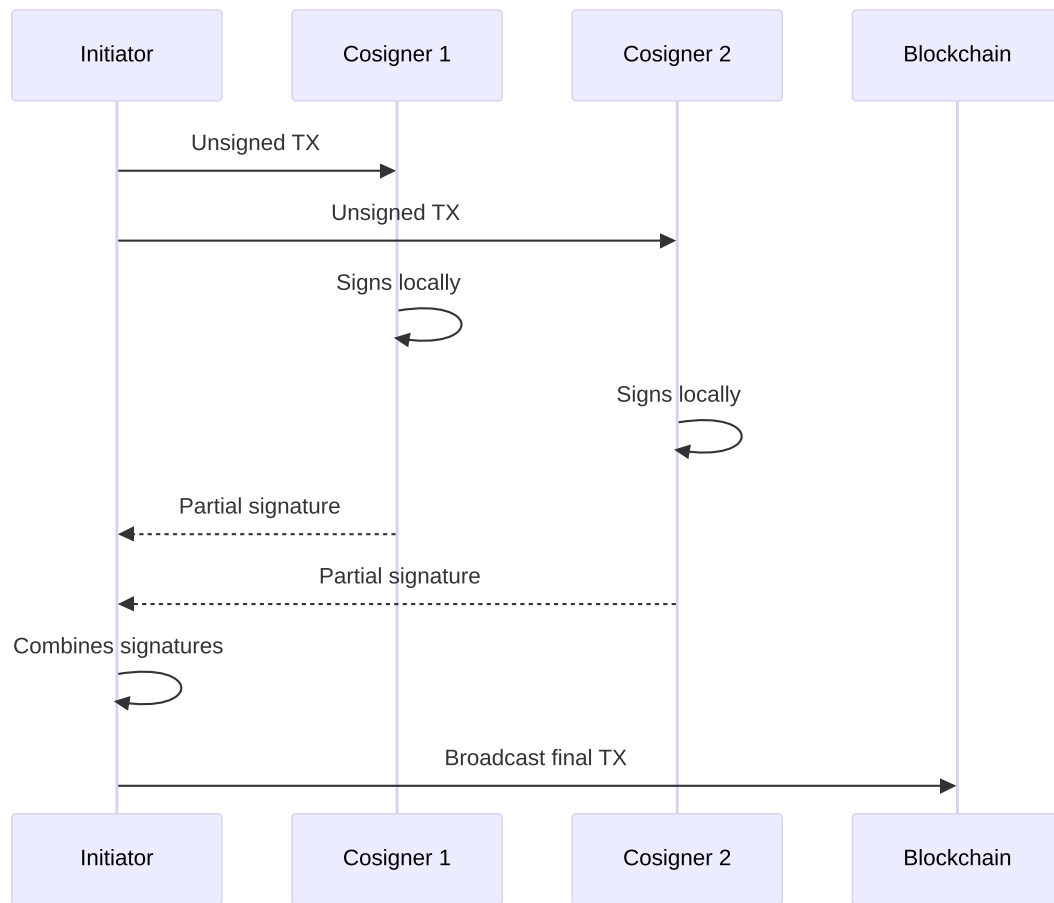 Initiator
Cosigner 1
Cosigner 2
Blockchain
Unsigned TX
Unsigned TX
Signs locally
Signs locally
Partial signature
Partial signature
Combines signatures
Broadcast final TX
Initiator
Cosigner 1
Cosigner 2
Blockchain